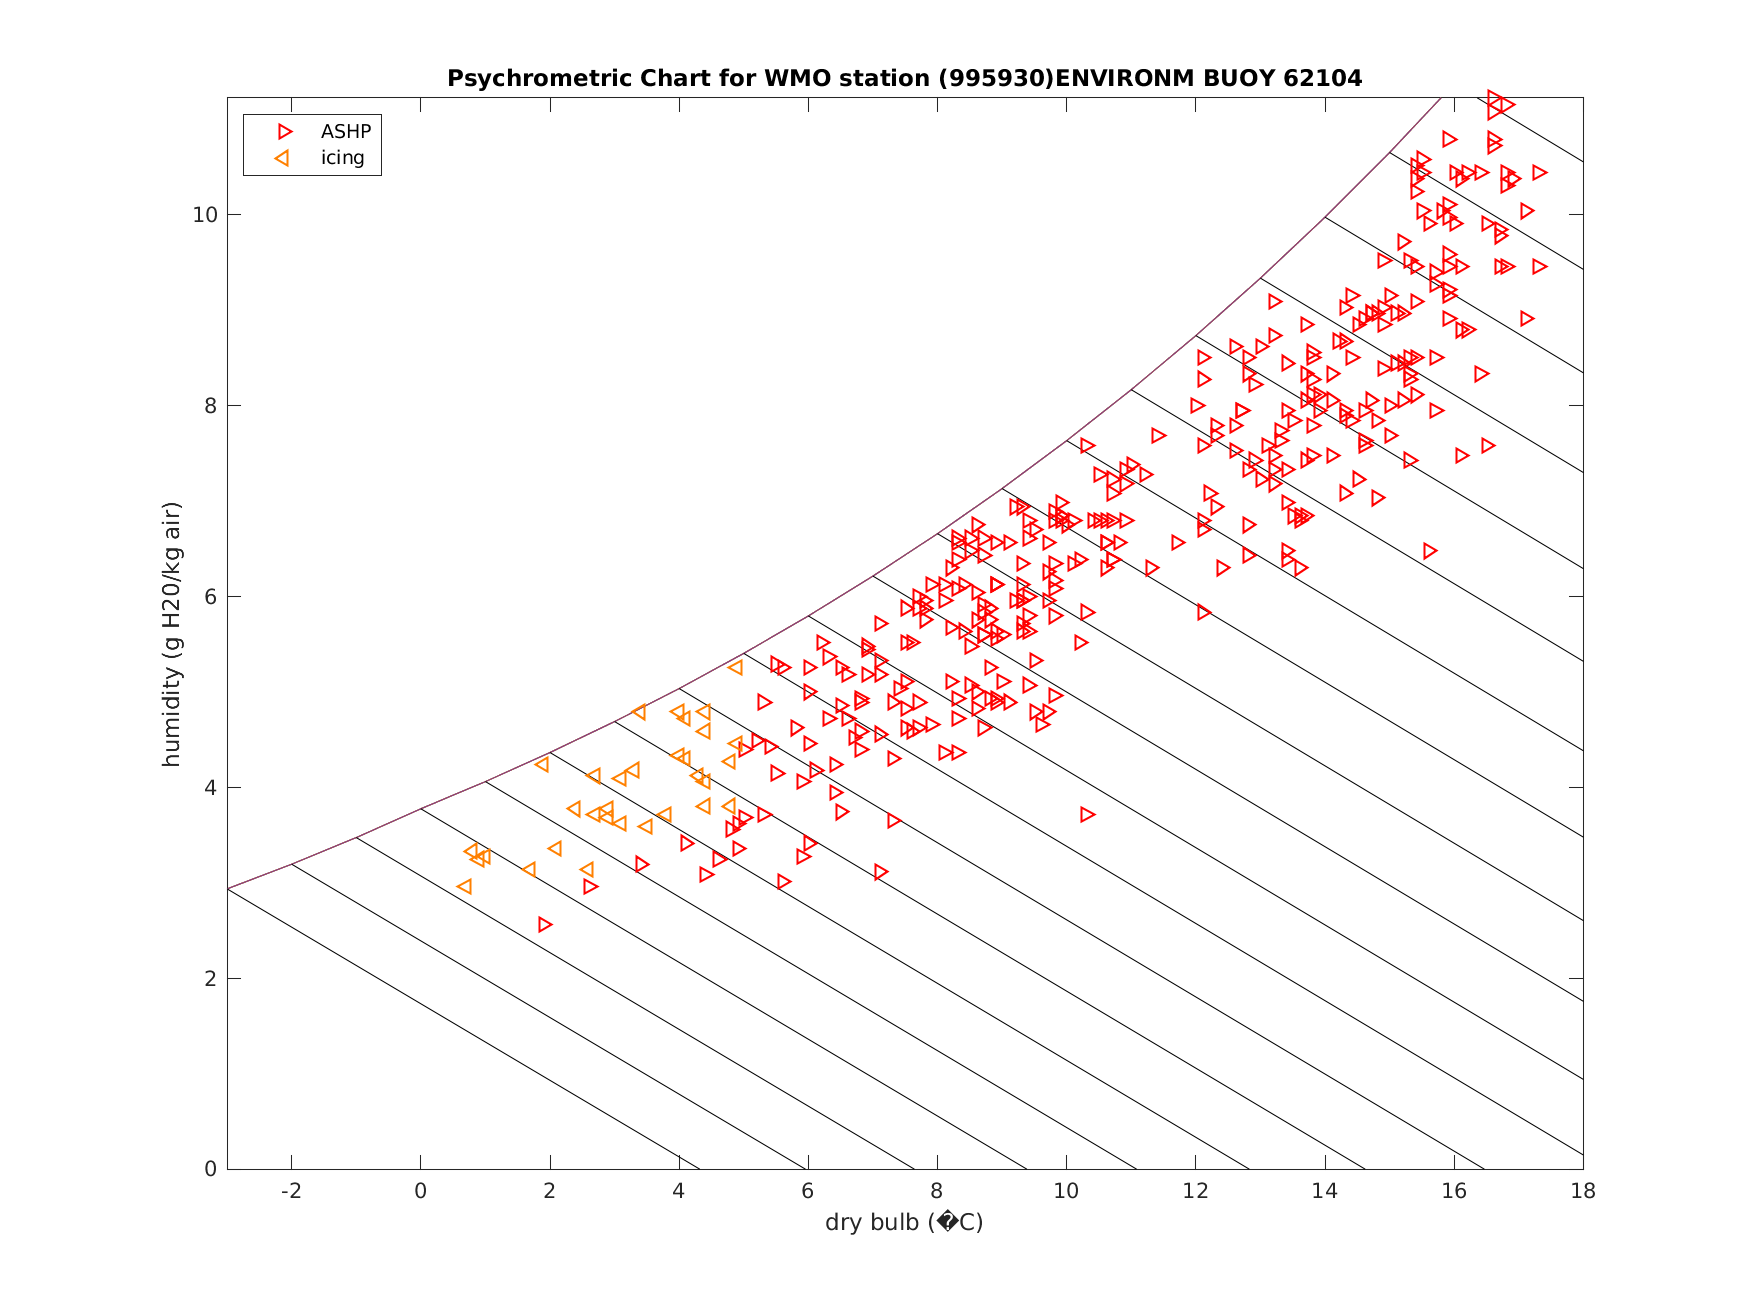 Psychrometric Chart for WMO station (995930)ENVIRONM BUOY 62104
ASHP
icing
humidity (g H20/kg air)
10
8
6
4
2
0
-2 0 2 4 6 8 10 12 14 16 18
dry bulb (�C)